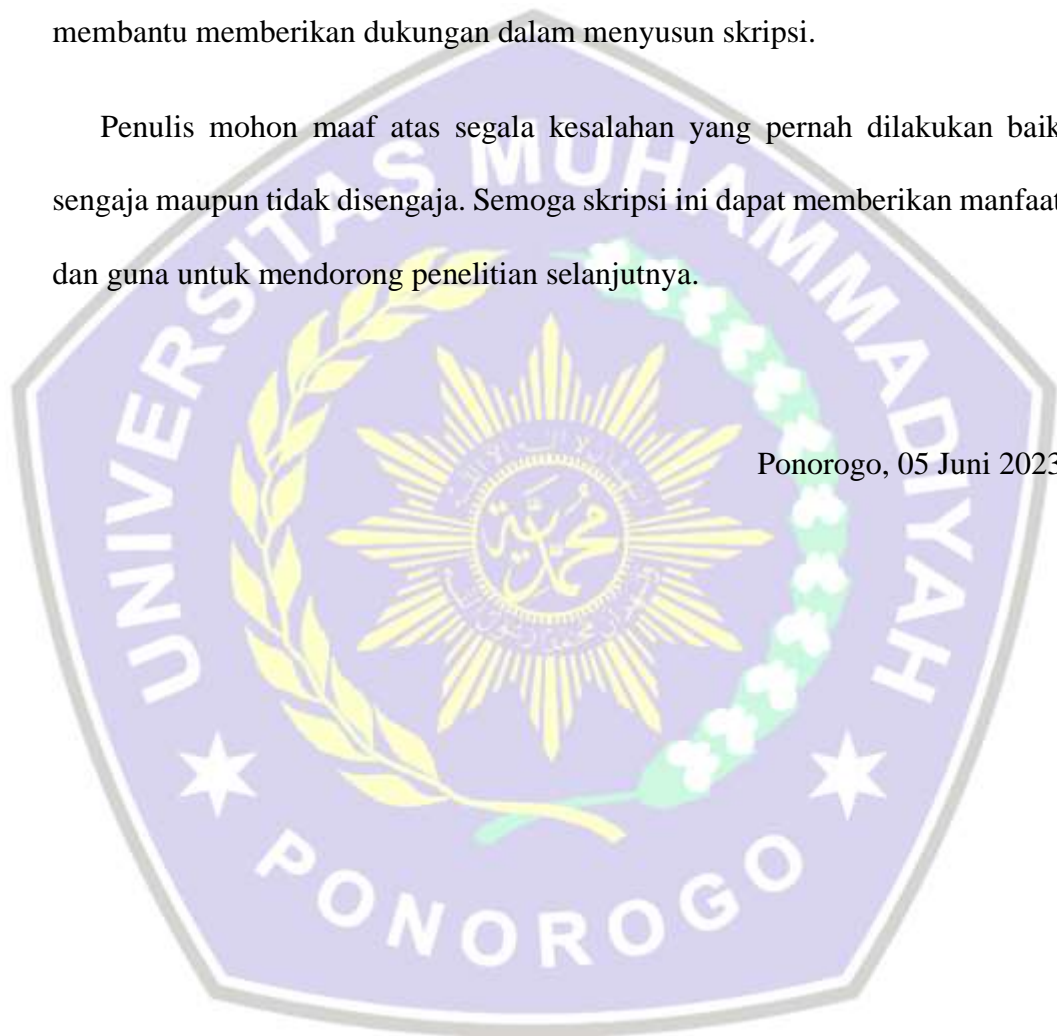 membantu memberikan dukungan dalam menyusun skripsi.
Penulis mohon maaf atas segala kesalahan yang pernah dilakukan baik
sengaja maupun tidak disengaja. Semoga skripsi ini dapat memberikan manfaat
dan guna untuk mendorong penelitian selanjutnya.
Ponorogo, 05 Juni 2023
UNIVERSITAS MUHAMMADIYAH
محمدية
PONOROGO